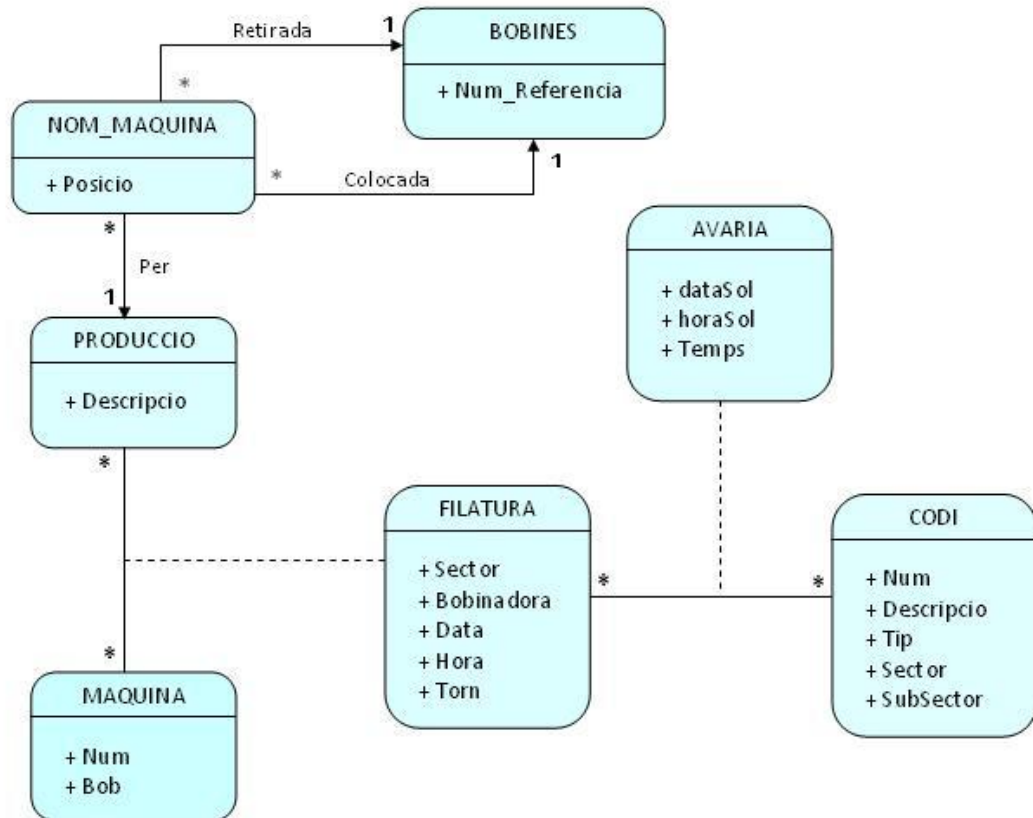 Retirada
1
BOBINES
+ Num_Referencia
*
NOM_MAQUINA
+ Posicio
*
Colocada
1
*
Per
1
AVARIA
+ dataSol
+ horaSol
+ Temps
PRODUCCIO
+ Descripcio
*
FILATURA
+ Sector
+ Bobinadora
+ Data
+ Hora
+ Torn
*
*
CODI
+ Num
+ Descripcio
+ Tip
+ Sector
+ SubSector
*
MAQUINA
+ Num
+ Bob